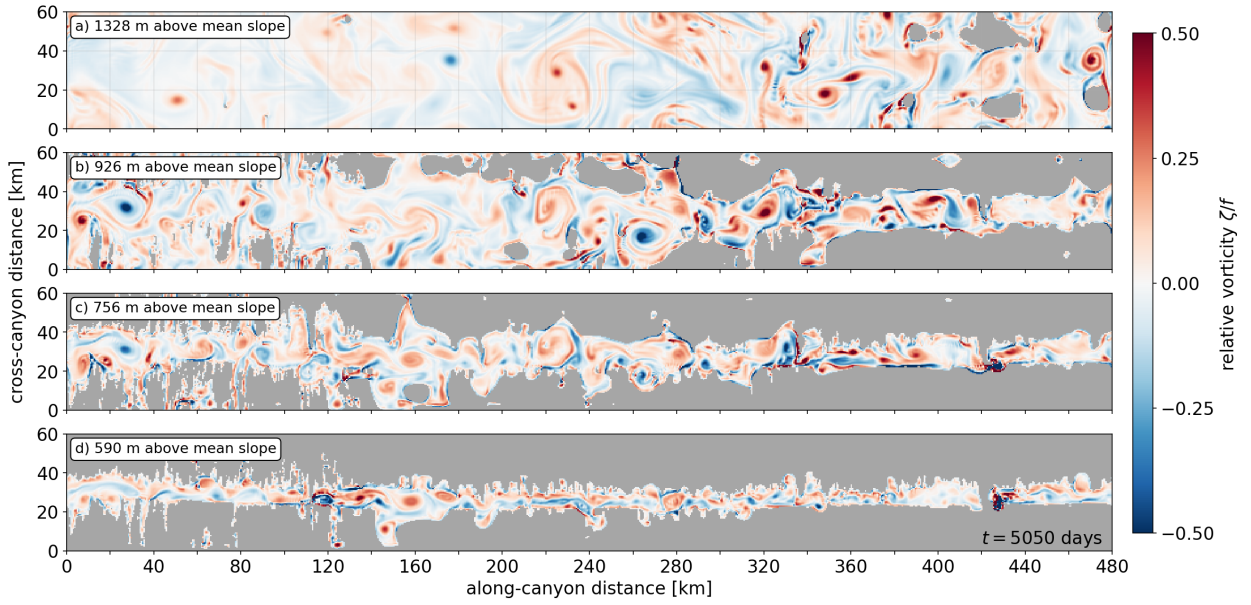 60
40
20
0
a) 1328 m above mean slope
60
40
20
0
b) 926 m above mean slope
60
40
20
0
c) 756 m above mean slope
60
40
20
0
d) 590 m above mean slope
t = 5050 days
0 40 80 120 160 200 240 280 320 360 400 440 480
along-canyon distance [km]
cross-canyon distance [km]
0.50
0.25
0.00
−0.25
−0.50
relative vorticity ζ/f